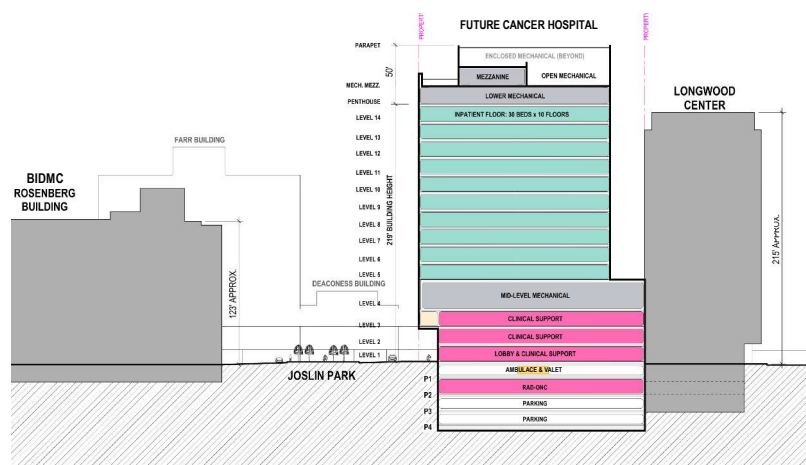 FUTURE CANCER HOSPITAL
PROPERTY
PROPERTY
PARAPET
50'
ENCLOSED MECHANICAL (BEYOND)
MECH. MEZZ.
MEZZANINE
OPEN MECHANICAL
PENTHOUSE
LOWER MECHANICAL
LONGWOOD
CENTER
LEVEL 14
INPATIENT FLOOR: 30 BEDS x 10 FLOORS
LEVEL 13
FARR BUILDING
LEVEL 12
LEVEL 11
BIDMC
ROSENBERG
BUILDING
LEVEL 10
LEVEL 9
LEVEL 8
LEVEL 7
219' BUILDING HEIGHT
215' APPROX.
LEVEL 6
LEVEL 5
123' APPROX.
DEACONESS BUILDING
LEVEL 4
MID-LEVEL MECHANICAL
LEVEL 3
CLINICAL SUPPORT
LEVEL 2
CLINICAL SUPPORT
LEVEL 1
LOBBY & CLINICAL SUPPORT
JOSLIN PARK
AMBULACE & VALET
P1
RAD-ONC
P2
PARKING
P3
PARKING
P4